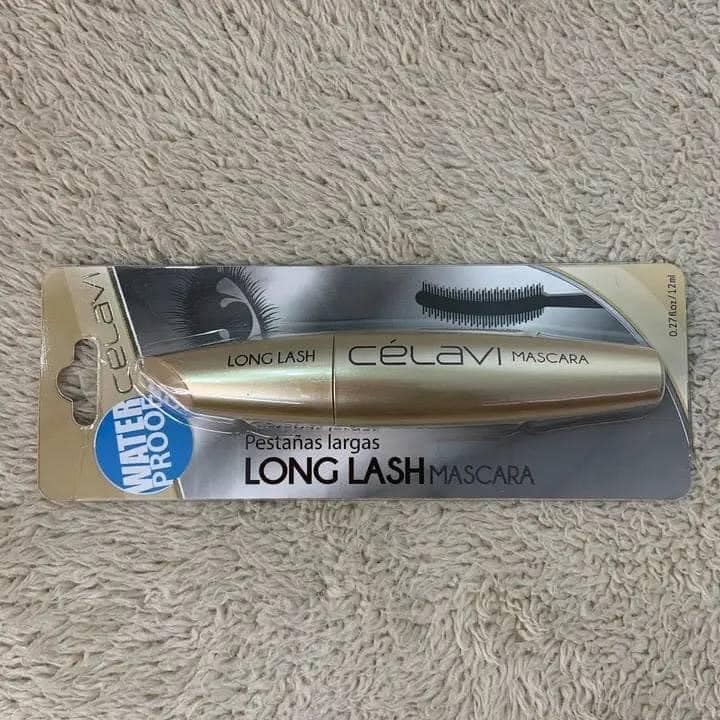 CéLAVI
WATER
PROOF
LONG LASH
CéLAVI MASCARA
Pestañas largas
LONG LASH MASCARA
0.27fl.oz/12ml